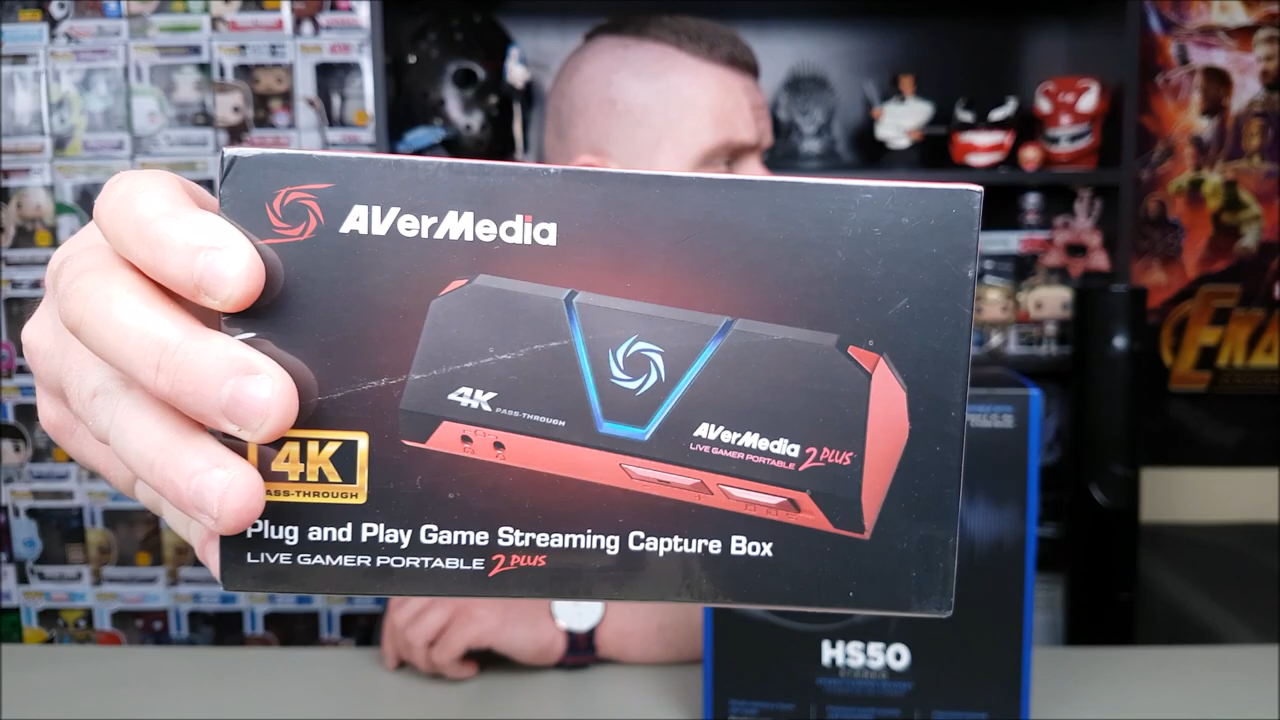 AVerMedia
4K
PASS-THROUGH
AVerMedia
LIVE GAMER PORTABLE 2 PLUS
4K
ASS-THROUGH
Plug and Play Game Streaming Capture Box
LIVE GAMER PORTABLE 2 PLUS
HS50